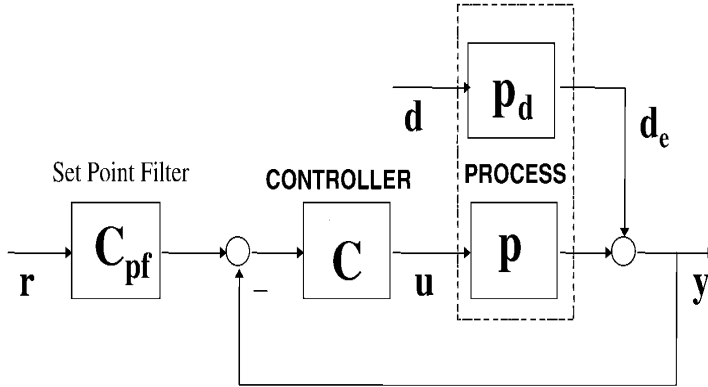 p_d
d
d_e
Set Point Filter
CONTROLLER
PROCESS
C_pf
C
p
r
–
u
y